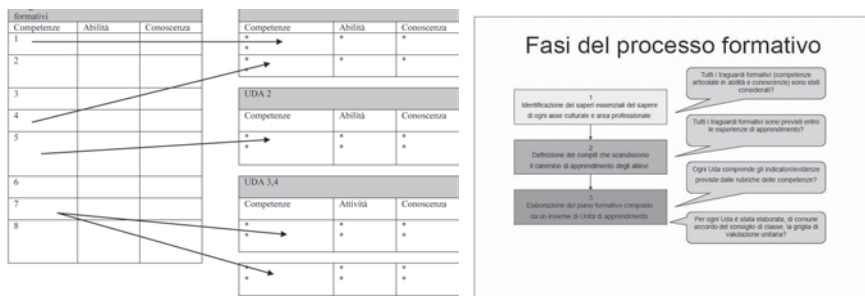 formativi
Competenze Abilità Conoscenza
1
2
3
4
5
6
7
8
Competenze Abilità Conoscenza
* * *
* *
* * *
*
UDA 2
Competenze Abilità Conoscenza
* * *
* * *
UDA 3,4
Competenze Attività Conoscenza
* * *
* * *
* * *
* * *
Fasi del processo formativo
1
Identificazione dei saperi essenziali del sapere
di ogni asse culturale e area professionale
2
Definizione dei compiti che scandiscono
il cammino di apprendimento degli allievi
3
Elaborazione del piano formativo composto
da un insieme di Unità di apprendimento
Tutti i traguardi formativi (competenze
articolate in abilità e conoscenze) sono stati
considerati?
Tutti i traguardi formativi sono previsti entro
le esperienze di apprendimento?
Ogni Uda comprende gli indicatori/evidenze
previste dalle rubriche delle competenze?
Per ogni Uda è stata elaborata, di comune
accordo del consiglio di classe, la griglia di
valutazione unitaria?